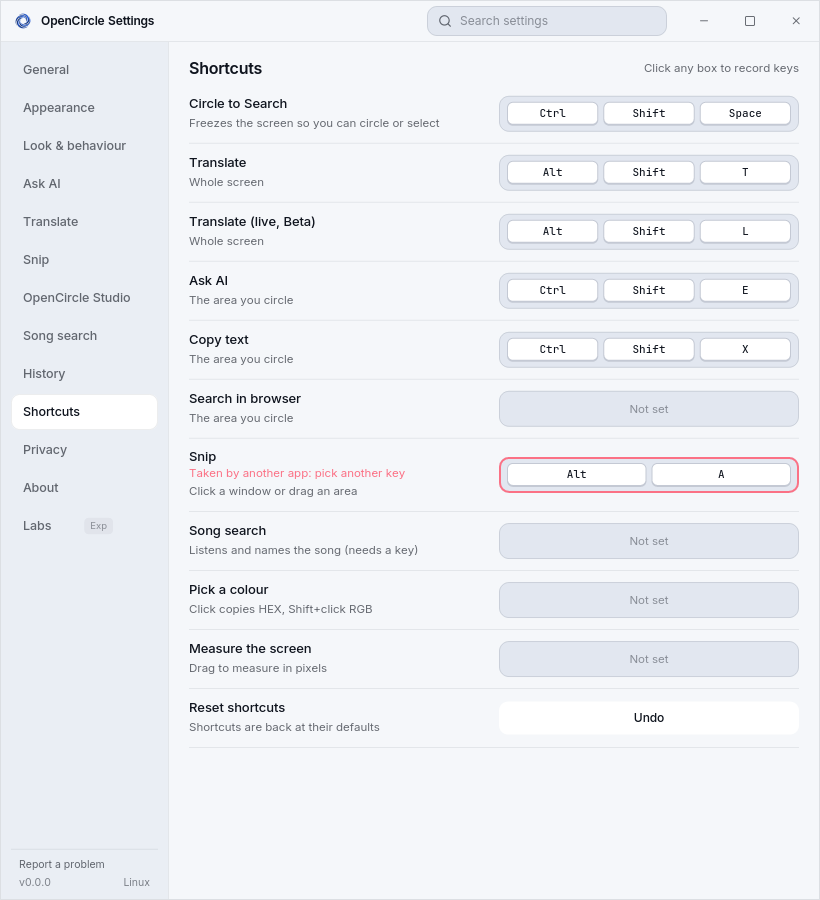 OpenCircle Settings
Search settings
General
Appearance
Look & behaviour
Ask AI
Translate
Snip
OpenCircle Studio
Song search
History
Shortcuts
Privacy
About
Labs Exp
Report a problem
v0.0.0 Linux
Shortcuts Click any box to record keys
Circle to Search
Freezes the screen so you can circle or select
Ctrl Shift Space
Translate
Whole screen
Alt Shift T
Translate (live, Beta)
Whole screen
Alt Shift L
Ask AI
The area you circle
Ctrl Shift E
Copy text
The area you circle
Ctrl Shift X
Search in browser
The area you circle
Not set
Snip
Taken by another app: pick another key
Click a window or drag an area
Alt A
Song search
Listens and names the song (needs a key)
Not set
Pick a colour
Click copies HEX, Shift+click RGB
Not set
Measure the screen
Drag to measure in pixels
Not set
Reset shortcuts
Shortcuts are back at their defaults
Undo